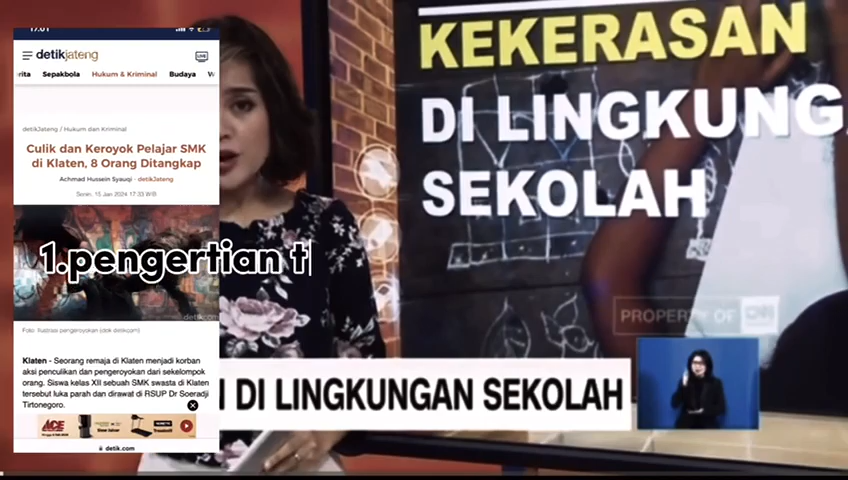 17.01
detikjateng
LIVE
rita Sepakbola Hukum & Kriminal Budaya W
detikJateng / Hukum dan Kriminal
Culik dan Keroyok Pelajar SMK
di Klaten, 8 Orang Ditangkap
Achmad Hussein Syauqi - detikJateng
Senin, 15 Jan 2024 17:33 WIB
1.pengertian t
detikcom
Foto: Ilustrasi pengeroyokan (dok detikcom)
Klaten - Seorang remaja di Klaten menjadi korban
aksi penculikan dan pengeroyokan dari sekelompok
orang. Siswa kelas XII sebuah SMK swasta di Klaten
tersebut luka parah dan dirawat di RSUP Dr Soeradji
Tirtonegoro.
ACE
detik.com
KEKERASAN
DI LINGKUNGA
SEKOLAH
PROPERTY OF CNN
N DI LINGKUNGAN SEKOLAH